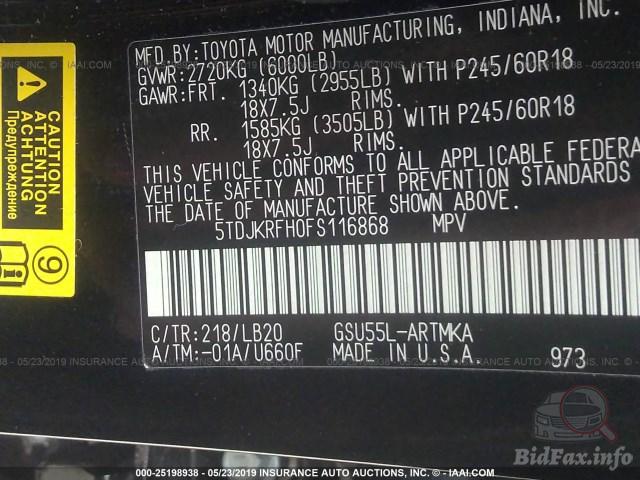 MFD.BY:TOYOTA MOTOR MANUFACTURING, INDIANA, INC.
GVWR:2720KG (6000LB)
GAWR:FRT. 1340KG (2955LB) WITH P245/60R18
18X7.5J RIMS.
RR. 1585KG (3505LB) WITH P245/60R18
18X7.5J RIMS.
THIS VEHICLE CONFORMS TO ALL APPLICABLE FEDERA
VEHICLE SAFETY AND THEFT PREVENTION STANDARDS
THE DATE OF MANUFACTURE SHOWN ABOVE.
5TDJKRFH0FS116868 MPV
C/TR:218/LB20 GSU55L-ARTMKA
A/TM:-01A/U660F MADE IN U.S.A. 973
CAUTION
ATTENTION
ACHTUNG
Предупреждение
9
000-25198938 - 05/23/2019 INSURANCE AUTO AUCTIONS, INC. - © IAAI.COM
BidFax.info